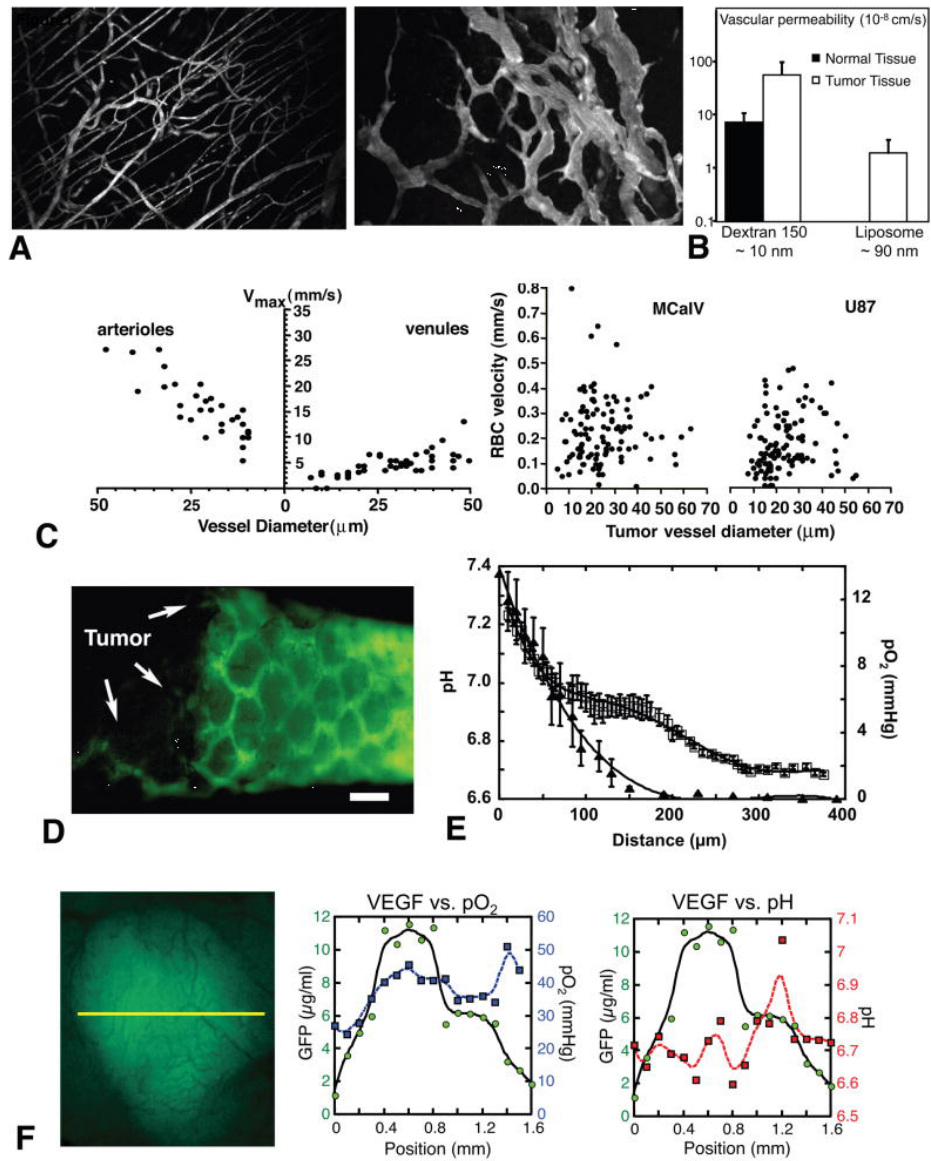 A
Vascular permeability (10-8 cm/s)
Normal Tissue
Tumor Tissue
100
10
1
0.1
Dextran 150
~ 10 nm
Liposome
~ 90 nm
B
Vmax (mm/s)
arterioles
venules
35
30
25
20
15
10
5
50
25
0
25
50
Vessel Diameter(μm)
C
RBC velocity (mm/s)
0.8
0.7
0.6
0.5
0.4
0.3
0.2
0.1
0.0
MCaIV
U87
0 10 20 30 40 50 60 70
0 10 20 30 40 50 60 70
Tumor vessel diameter (μm)
Tumor
D
pH
7.4
7.2
7.0
6.8
6.6
12
8
4
0
pO2 (mmHg)
0 100 200 300 400
Distance (μm)
E
F
VEGF vs. pO2
GFP (μg/ml)
12
10
8
6
4
2
0
60
50
40
30
20
10
0
pO2 (mmHg)
0 0.4 0.8 1.2 1.6
Position (mm)
VEGF vs. pH
GFP (μg/ml)
12
10
8
6
4
2
0
7.1
7
6.9
6.8
6.7
6.6
6.5
pH
0 0.4 0.8 1.2 1.6
Position (mm)